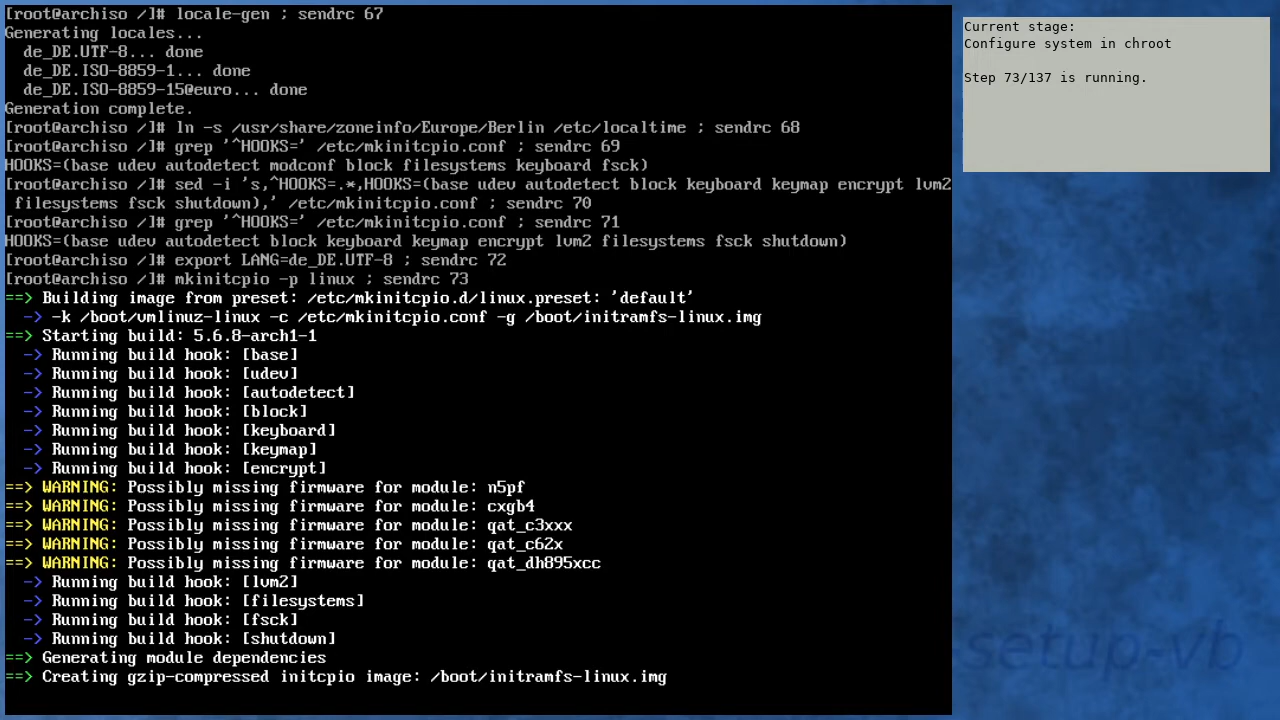 [root@archiso /]# locale-gen ; sendrc 67
Generating locales...
  de_DE.UTF-8... done
  de_DE.ISO-8859-1... done
  de_DE.ISO-8859-15@euro... done
Generation complete.
[root@archiso /]# ln -s /usr/share/zoneinfo/Europe/Berlin /etc/localtime ; sendrc 68
[root@archiso /]# grep '^HOOKS=' /etc/mkinitcpio.conf ; sendrc 69
HOOKS=(base udev autodetect modconf block filesystems keyboard fsck)
[root@archiso /]# sed -i 's,^HOOKS=.*,HOOKS=(base udev autodetect block keyboard keymap encrypt lvm2
 filesystems fsck shutdown),' /etc/mkinitcpio.conf ; sendrc 70
[root@archiso /]# grep '^HOOKS=' /etc/mkinitcpio.conf ; sendrc 71
HOOKS=(base udev autodetect block keyboard keymap encrypt lvm2 filesystems fsck shutdown)
[root@archiso /]# export LANG=de_DE.UTF-8 ; sendrc 72
[root@archiso /]# mkinitcpio -p linux ; sendrc 73
==> Building image from preset: /etc/mkinitcpio.d/linux.preset: 'default'
  -> -k /boot/vmlinuz-linux -c /etc/mkinitcpio.conf -g /boot/initramfs-linux.img
==> Starting build: 5.6.8-arch1-1
  -> Running build hook: [base]
  -> Running build hook: [udev]
  -> Running build hook: [autodetect]
  -> Running build hook: [block]
  -> Running build hook: [keyboard]
  -> Running build hook: [keymap]
  -> Running build hook: [encrypt]
==> WARNING: Possibly missing firmware for module: n5pf
==> WARNING: Possibly missing firmware for module: cxgb4
==> WARNING: Possibly missing firmware for module: qat_c3xxx
==> WARNING: Possibly missing firmware for module: qat_c62x
==> WARNING: Possibly missing firmware for module: qat_dh895xcc
  -> Running build hook: [lvm2]
  -> Running build hook: [filesystems]
  -> Running build hook: [fsck]
  -> Running build hook: [shutdown]
==> Generating module dependencies
==> Creating gzip-compressed initcpio image: /boot/initramfs-linux.img
Current stage:
Configure system in chroot
Step 73/137 is running.
setup-vb